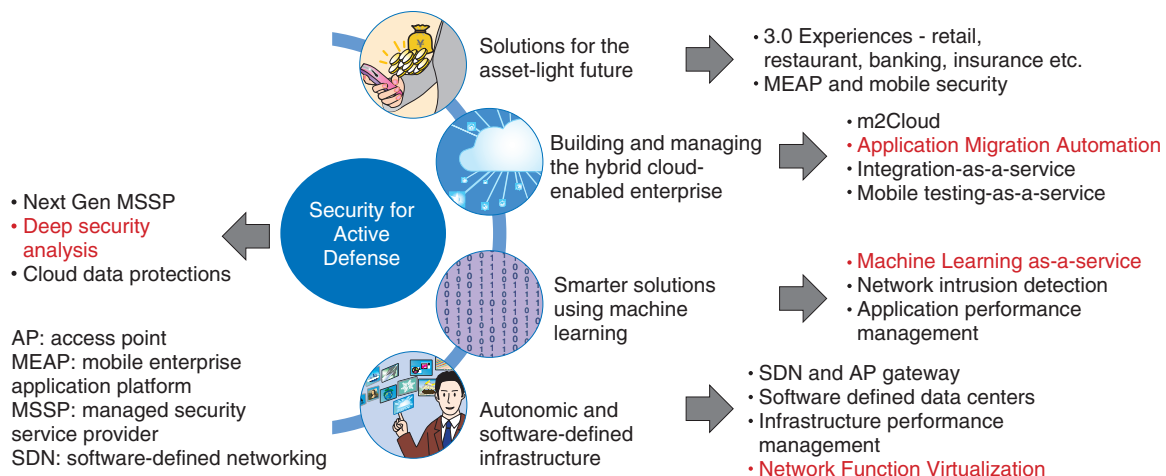 Solutions for the
asset-light future
• 3.0 Experiences - retail,
restaurant, banking, insurance etc.
• MEAP and mobile security
Building and managing
the hybrid cloud-
enabled enterprise
• m2Cloud
• Application Migration Automation
• Integration-as-a-service
• Mobile testing-as-a-service
Security for
Active
Defense
• Next Gen MSSP
• Deep security
analysis
• Cloud data protections
Smarter solutions
using machine
learning
• Machine Learning as-a-service
• Network intrusion detection
• Application performance
management
Autonomic and
software-defined
infrastructure
• SDN and AP gateway
• Software defined data centers
• Infrastructure performance
management
• Network Function Virtualization
AP: access point
MEAP: mobile enterprise
application platform
MSSP: managed security
service provider
SDN: software-defined networking